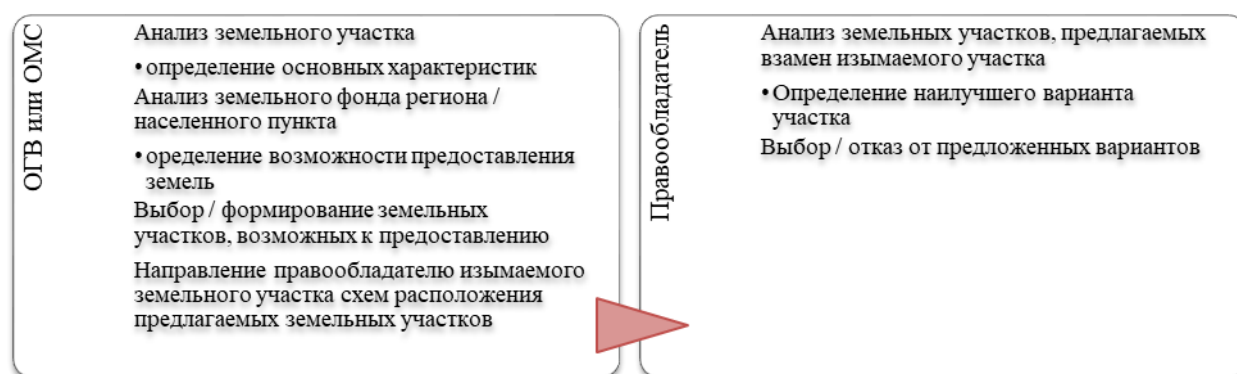 ОГВ или ОМС
Анализ земельного участка
• определение основных характеристик
Анализ земельного фонда региона /
населенного пункта
• оределение возможности предоставления
земель
Выбор / формирование земельных
участков, возможных к предоставлению
Направление правообладателю изымаемого
земельного участка схем расположения
предлагаемых земельных участков
Правообладатель
Анализ земельных участков, предлагаемых
взамен изымаемого участка
• Определение наилучшего варианта
участка
Выбор / отказ от предложенных вариантов